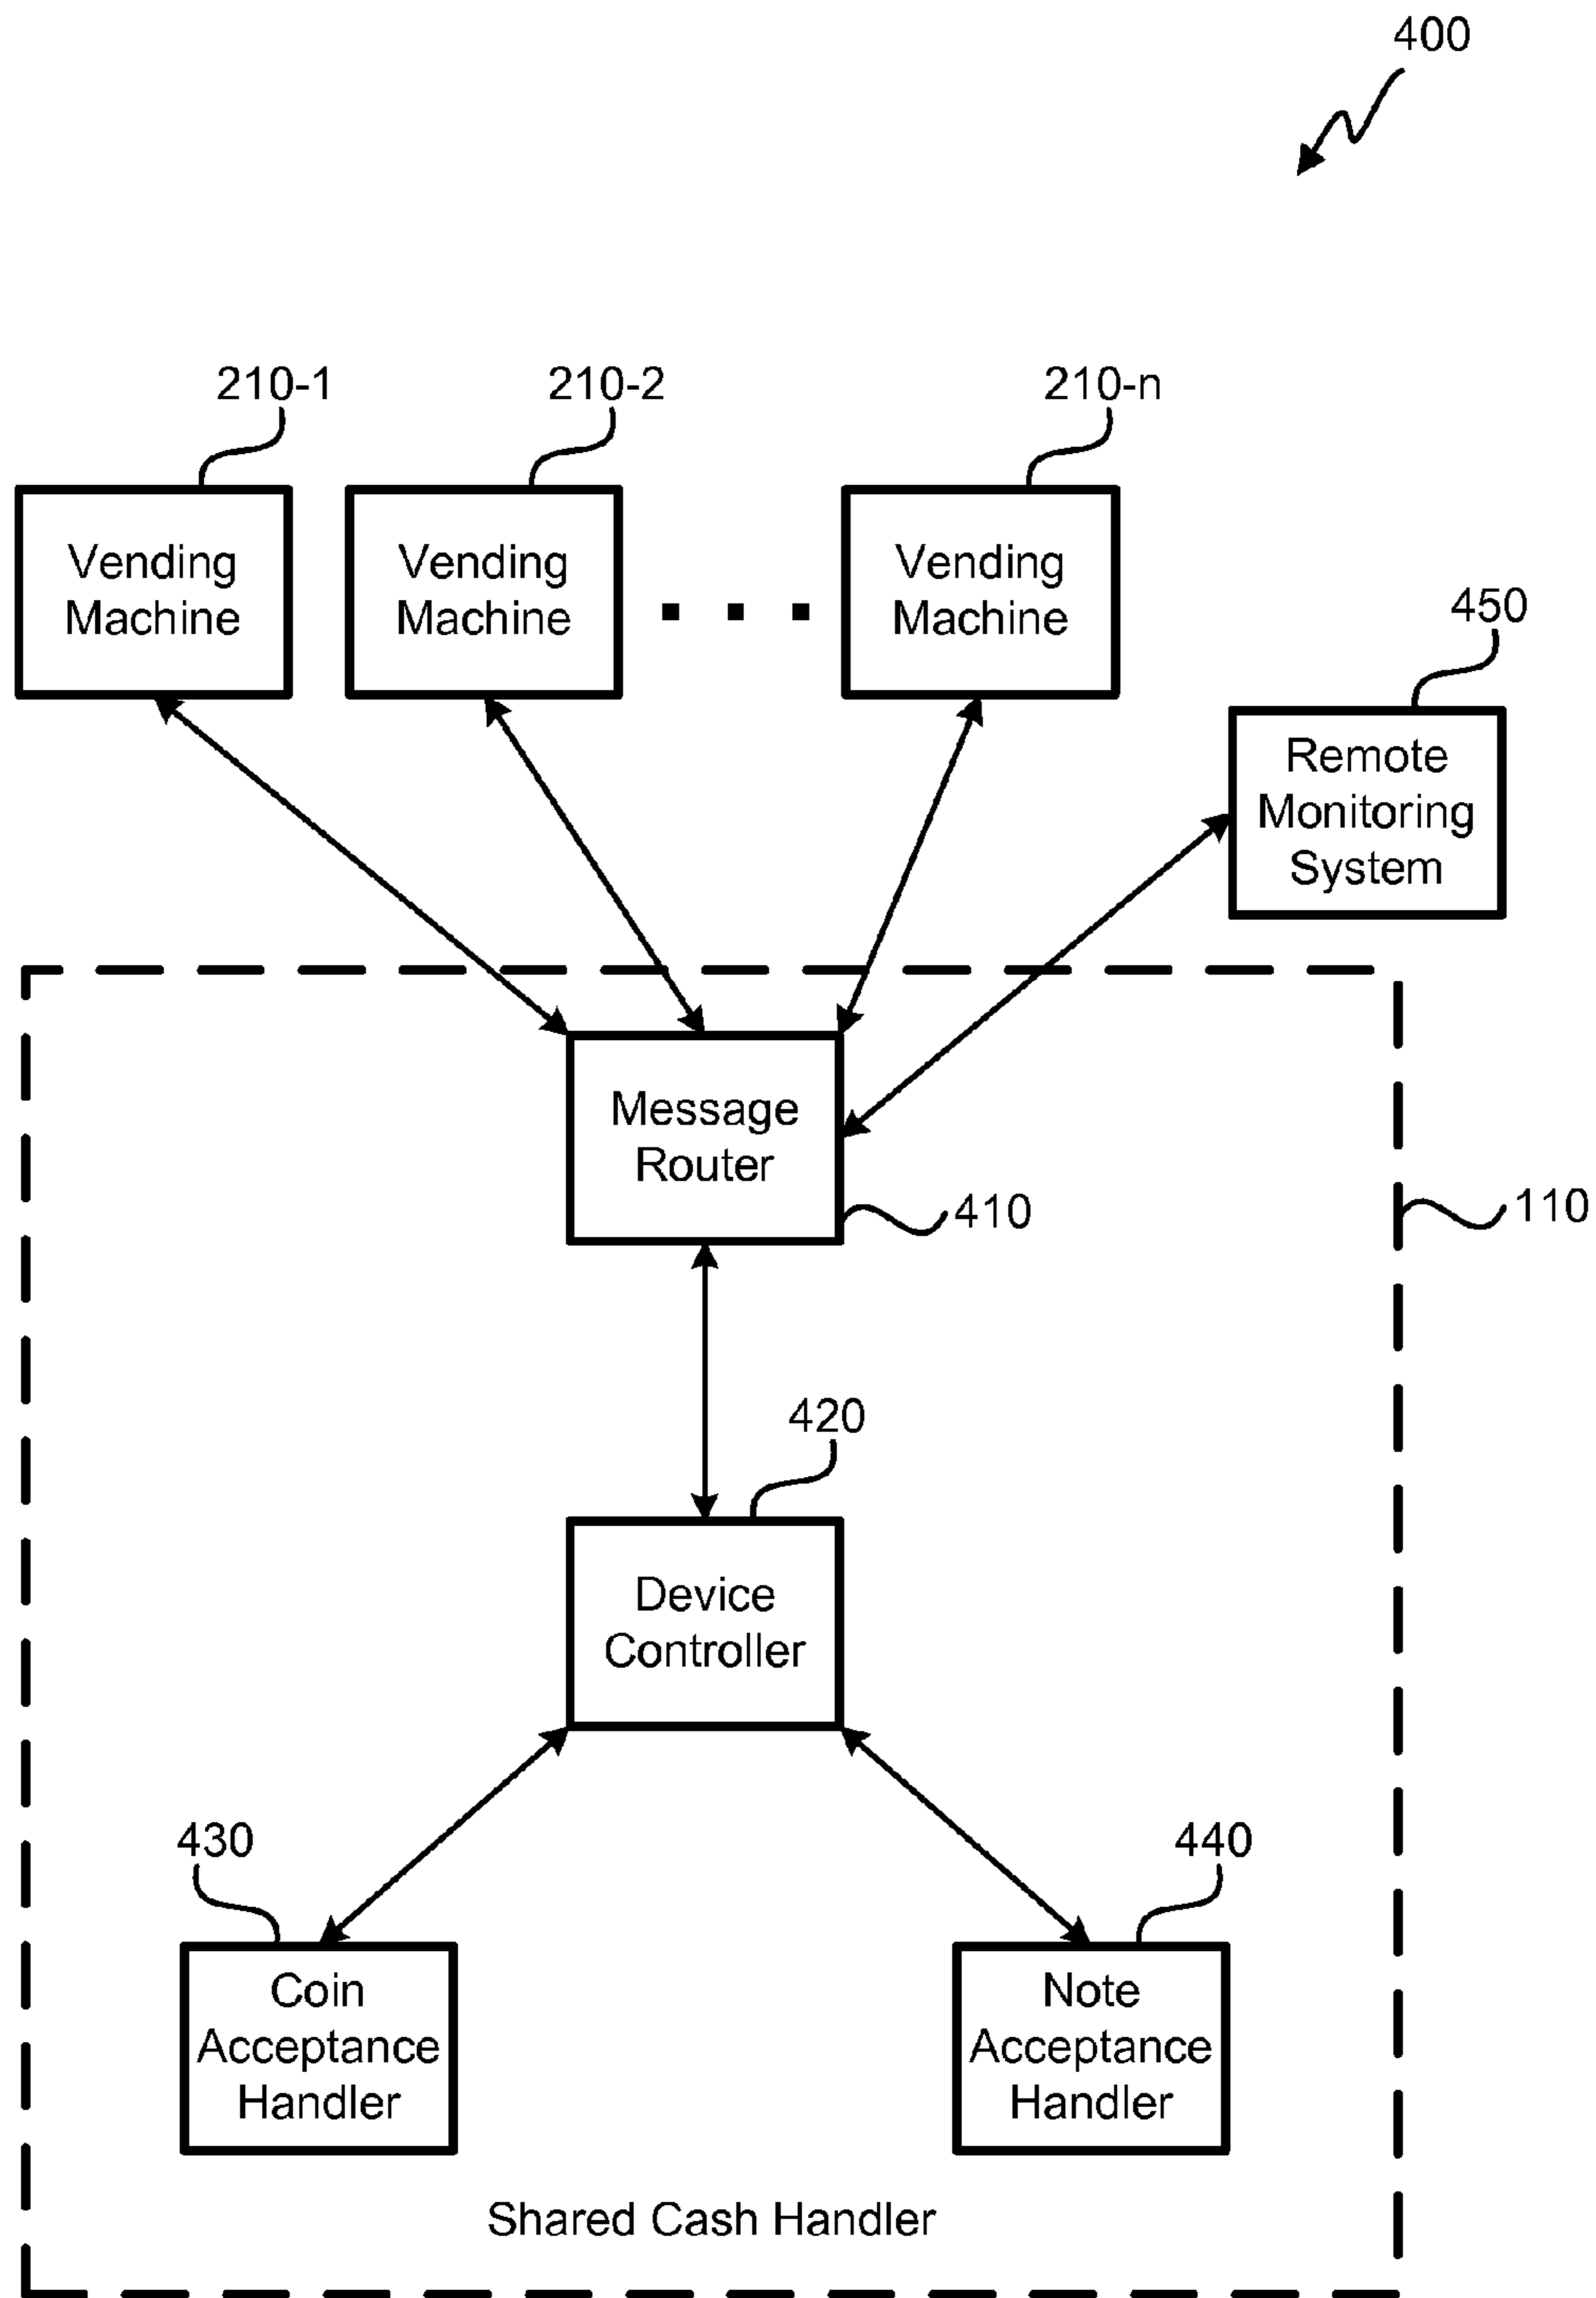 400
210-1
210-2
210-n
Vending
Machine
Vending
Machine
Vending
Machine
450
Remote
Monitoring
System
Message
Router
410
110
420
Device
Controller
430
440
Coin
Acceptance
Handler
Note
Acceptance
Handler
Shared Cash Handler